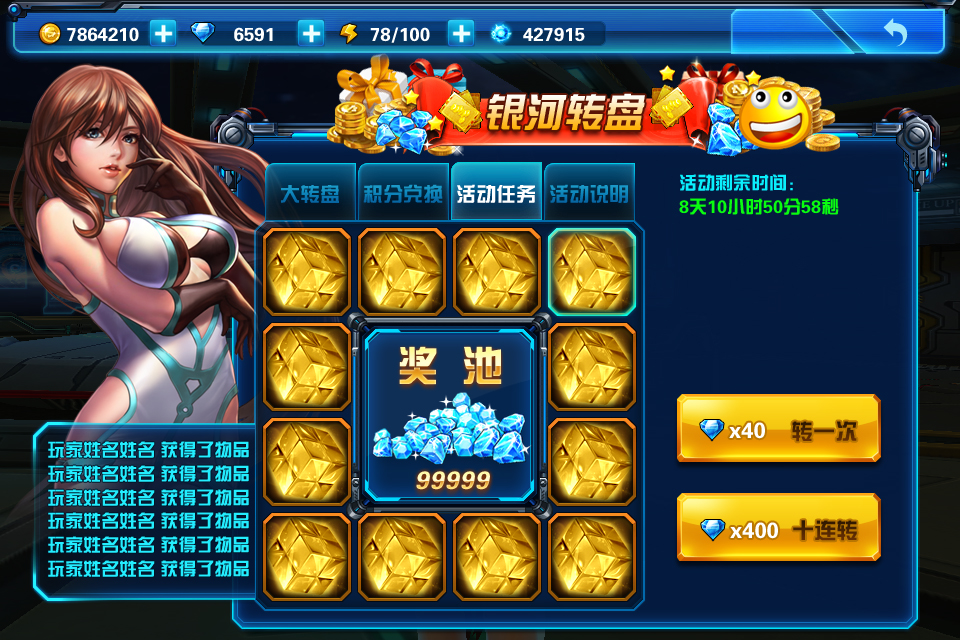 7864210
6591
78/100
427915
银河转盘
大转盘
积分兑换
活动任务
活动说明
活动剩余时间：
8天10小时50分58秒
奖 池
99999
x40 转一次
x400 十连转
玩家姓名姓名 获得了物品
玩家姓名姓名 获得了物品
玩家姓名姓名 获得了物品
玩家姓名姓名 获得了物品
玩家姓名姓名 获得了物品
玩家姓名姓名 获得了物品